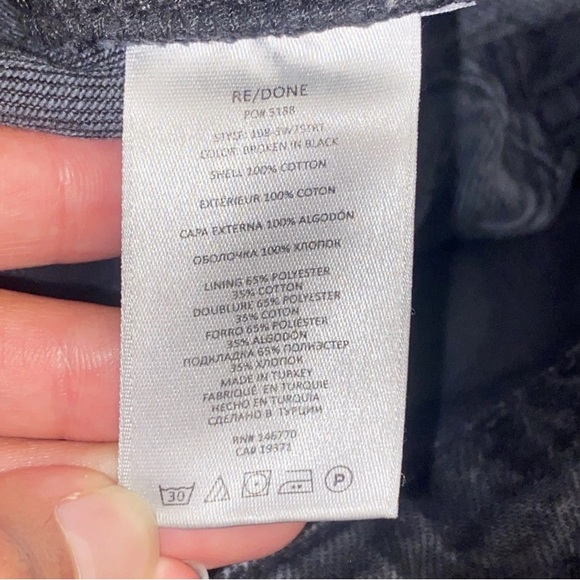 RE/DONE
PO# 5188
STYLE: 108-3W7STRT
COLOR: BROKEN IN BLACK
SHELL 100% COTTON
EXTÉRIEUR 100% COTON
CAPA EXTERNA 100% ALGODÓN
ОБОЛОЧКА 100% ХЛОПОК
LINING 65% POLYESTER
35% COTTON
DOUBLURE 65% POLYESTER
35% COTON
FORRO 65% POLIÉSTER
35% ALGODÓN
ПОДКЛАДКА 65% ПОЛИЭСТЕР
35% ХЛОПОК
MADE IN TURKEY
FABRIQUÉ EN TURQUIE
HECHO EN TURQUÍA
СДЕЛАНО В ТУРЦИИ
RN# 146770
CA# 19372
30 P